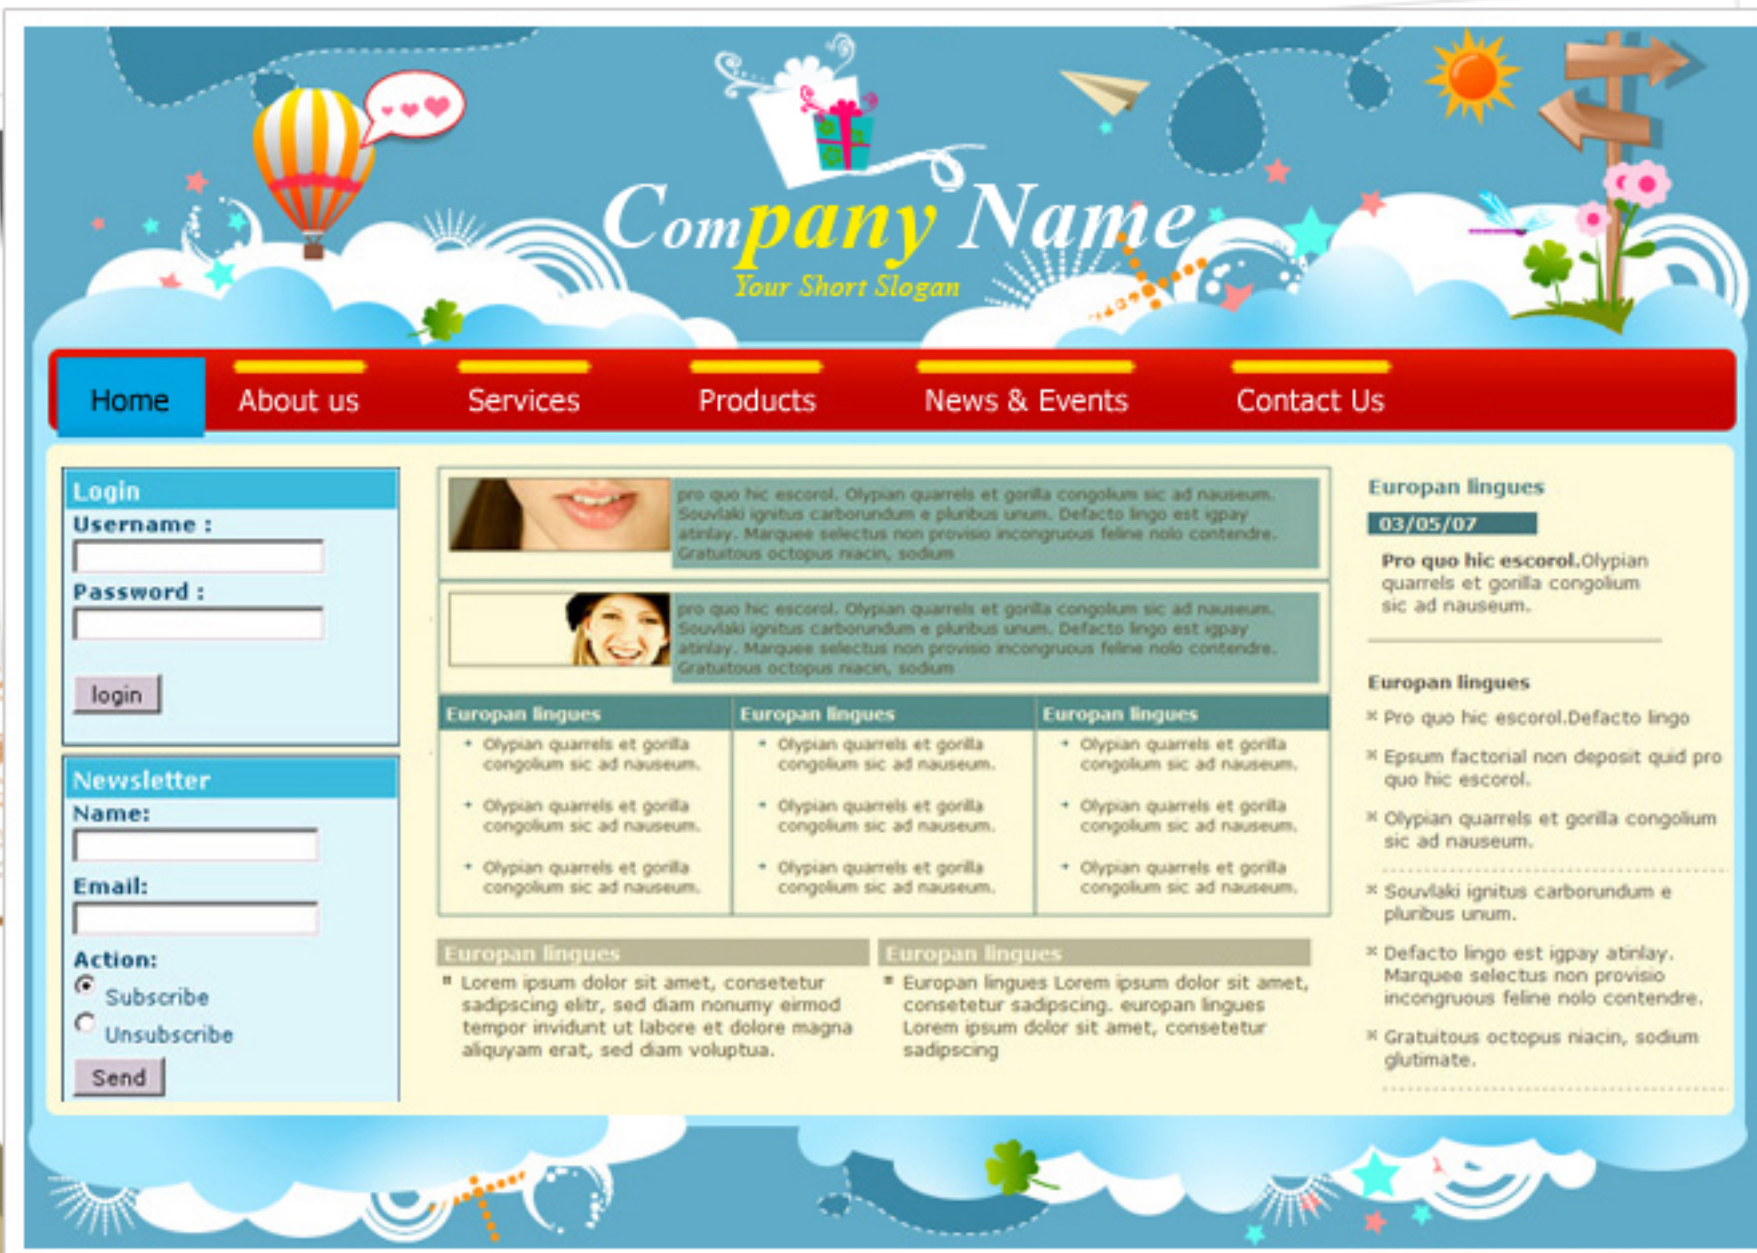 Company Name
Your Short Slogan
Home
About us
Services
Products
News & Events
Contact Us
Login
Username :
Password :
login
Newsletter
Name:
Email:
Action:
Subscribe
Unsubscribe
Send
pro quo hic escorol. Olypian quarrels et gorilla congolium sic ad nauseum.
Souvlaki ignitus carborundum e pluribus unum. Defacto lingo est igpay
atinlay. Marquee selectus non provisio incongruous feline nolo contendre.
Gratuitous octopus niacin, sodium
pro quo hic escorol. Olypian quarrels et gorilla congolium sic ad nauseum.
Souvlaki ignitus carborundum e pluribus unum. Defacto lingo est igpay
atinlay. Marquee selectus non provisio incongruous feline nolo contendre.
Gratuitous octopus niacin, sodium
Europan lingues
Olypian quarrels et gorilla
congolium sic ad nauseum.
Olypian quarrels et gorilla
congolium sic ad nauseum.
Olypian quarrels et gorilla
congolium sic ad nauseum.
Europan lingues
Olypian quarrels et gorilla
congolium sic ad nauseum.
Olypian quarrels et gorilla
congolium sic ad nauseum.
Olypian quarrels et gorilla
congolium sic ad nauseum.
Europan lingues
Olypian quarrels et gorilla
congolium sic ad nauseum.
Olypian quarrels et gorilla
congolium sic ad nauseum.
Olypian quarrels et gorilla
congolium sic ad nauseum.
Europan lingues
Lorem ipsum dolor sit amet, consetetur
sadipscing elitr, sed diam nonumy eirmod
tempor invidunt ut labore et dolore magna
aliquyam erat, sed diam voluptua.
Europan lingues
Europan lingues Lorem ipsum dolor sit amet,
consetetur sadipscing. europan lingues
Lorem ipsum dolor sit amet, consetetur
sadipscing
Europan lingues
03/05/07
Pro quo hic escorol.Olypian
quarrels et gorilla congolium
sic ad nauseum.
Europan lingues
Pro quo hic escorol.Defacto lingo
Epsum factorial non deposit quid pro
quo hic escorol.
Olypian quarrels et gorilla congolium
sic ad nauseum.
Souvlaki ignitus carborundum e
pluribus unum.
Defacto lingo est igpay atinlay.
Marquee selectus non provisio
incongruous feline nolo contendre.
Gratuitous octopus niacin, sodium
glutimate.